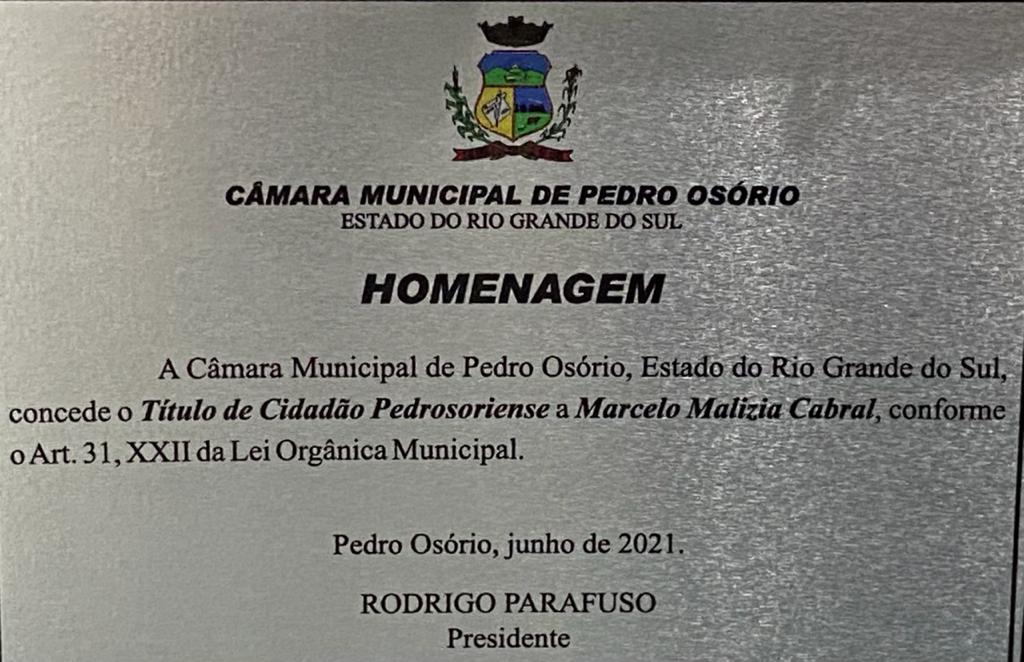 CÂMARA MUNICIPAL DE PEDRO OSÓRIO
ESTADO DO RIO GRANDE DO SUL
HOMENAGEM
A Câmara Municipal de Pedro Osório, Estado do Rio Grande do Sul,
concede o Título de Cidadão Pedrosoriense a Marcelo Malizia Cabral, conforme
o Art. 31, XXII da Lei Orgânica Municipal.
Pedro Osório, junho de 2021.
RODRIGO PARAFUSO
Presidente